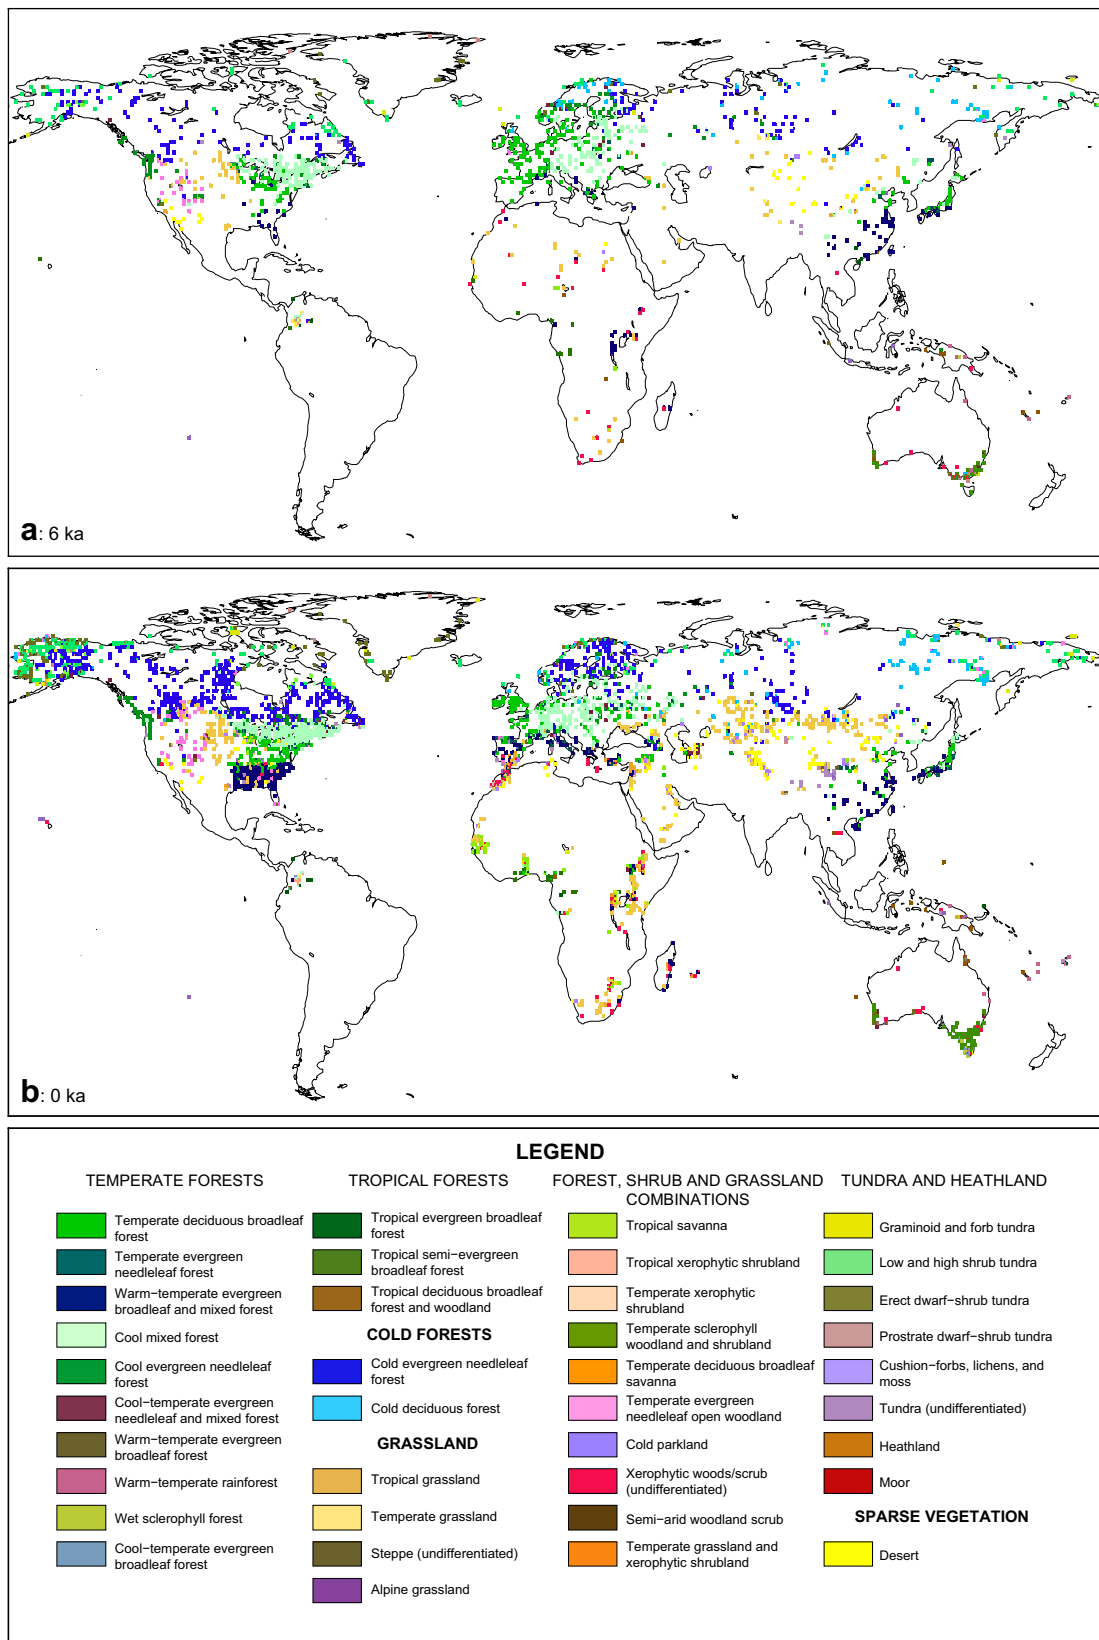 a: 6 ka
b: 0 ka
LEGEND
TEMPERATE FORESTS
Temperate deciduous broadleaf
forest
Temperate evergreen
needleleaf forest
Warm−temperate evergreen
broadleaf and mixed forest
Cool mixed forest
Cool evergreen needleleaf
forest
Cool−temperate evergreen
needleleaf and mixed forest
Warm−temperate evergreen
broadleaf forest
Warm−temperate rainforest
Wet sclerophyll forest
Cool−temperate evergreen
broadleaf forest
TROPICAL FORESTS
Tropical evergreen broadleaf
forest
Tropical semi−evergreen
broadleaf forest
Tropical deciduous broadleaf
forest and woodland
COLD FORESTS
Cold evergreen needleleaf
forest
Cold deciduous forest
GRASSLAND
Tropical grassland
Temperate grassland
Steppe (undifferentiated)
Alpine grassland
FOREST, SHRUB AND GRASSLAND
COMBINATIONS
Tropical savanna
Tropical xerophytic shrubland
Temperate xerophytic
shrubland
Temperate sclerophyll
woodland and shrubland
Temperate deciduous broadleaf
savanna
Temperate evergreen
needleleaf open woodland
Cold parkland
Xerophytic woods/scrub
(undifferentiated)
Semi−arid woodland scrub
Temperate grassland and
xerophytic shrubland
TUNDRA AND HEATHLAND
Graminoid and forb tundra
Low and high shrub tundra
Erect dwarf−shrub tundra
Prostrate dwarf−shrub tundra
Cushion−forbs, lichens, and
moss
Tundra (undifferentiated)
Heathland
Moor
SPARSE VEGETATION
Desert